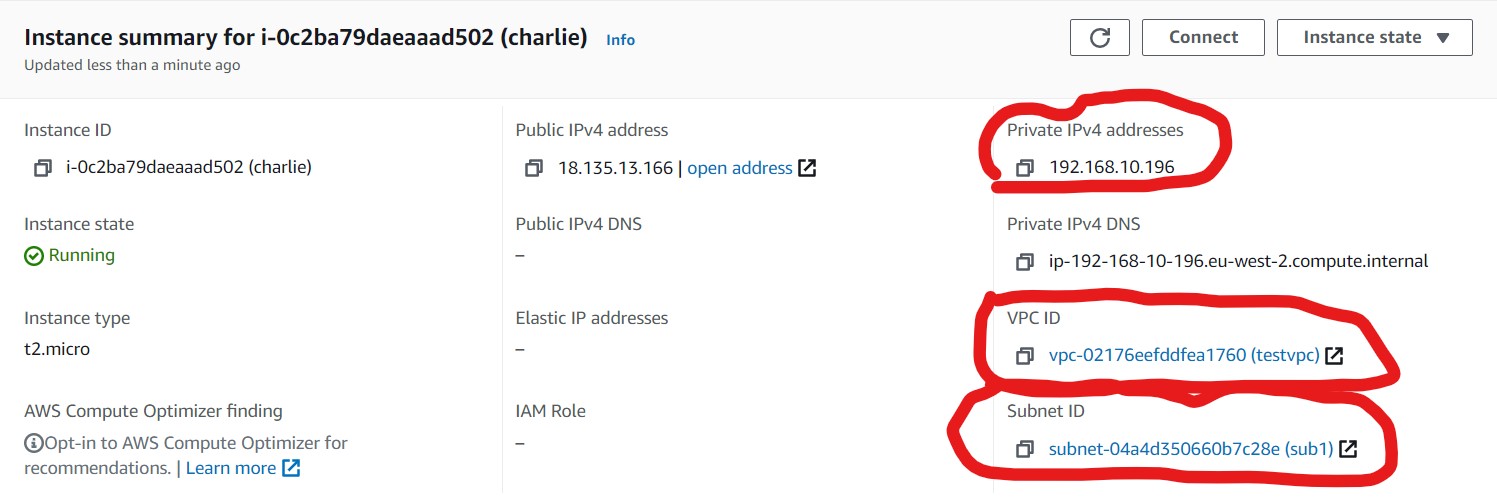 Instance summary for i-0c2ba79daeaaad502 (charlie) Info
Updated less than a minute ago
Connect
Instance state
Instance ID
i-0c2ba79daeaaad502 (charlie)
Public IPv4 address
18.135.13.166 | open address
Private IPv4 addresses
192.168.10.196
Instance state
Running
Public IPv4 DNS
–
Private IPv4 DNS
ip-192-168-10-196.eu-west-2.compute.internal
Instance type
t2.micro
Elastic IP addresses
–
VPC ID
vpc-02176eefddfea1760 (testvpc)
AWS Compute Optimizer finding
Opt-in to AWS Compute Optimizer for
recommendations. | Learn more
IAM Role
–
Subnet ID
subnet-04a4d350660b7c28e (sub1)